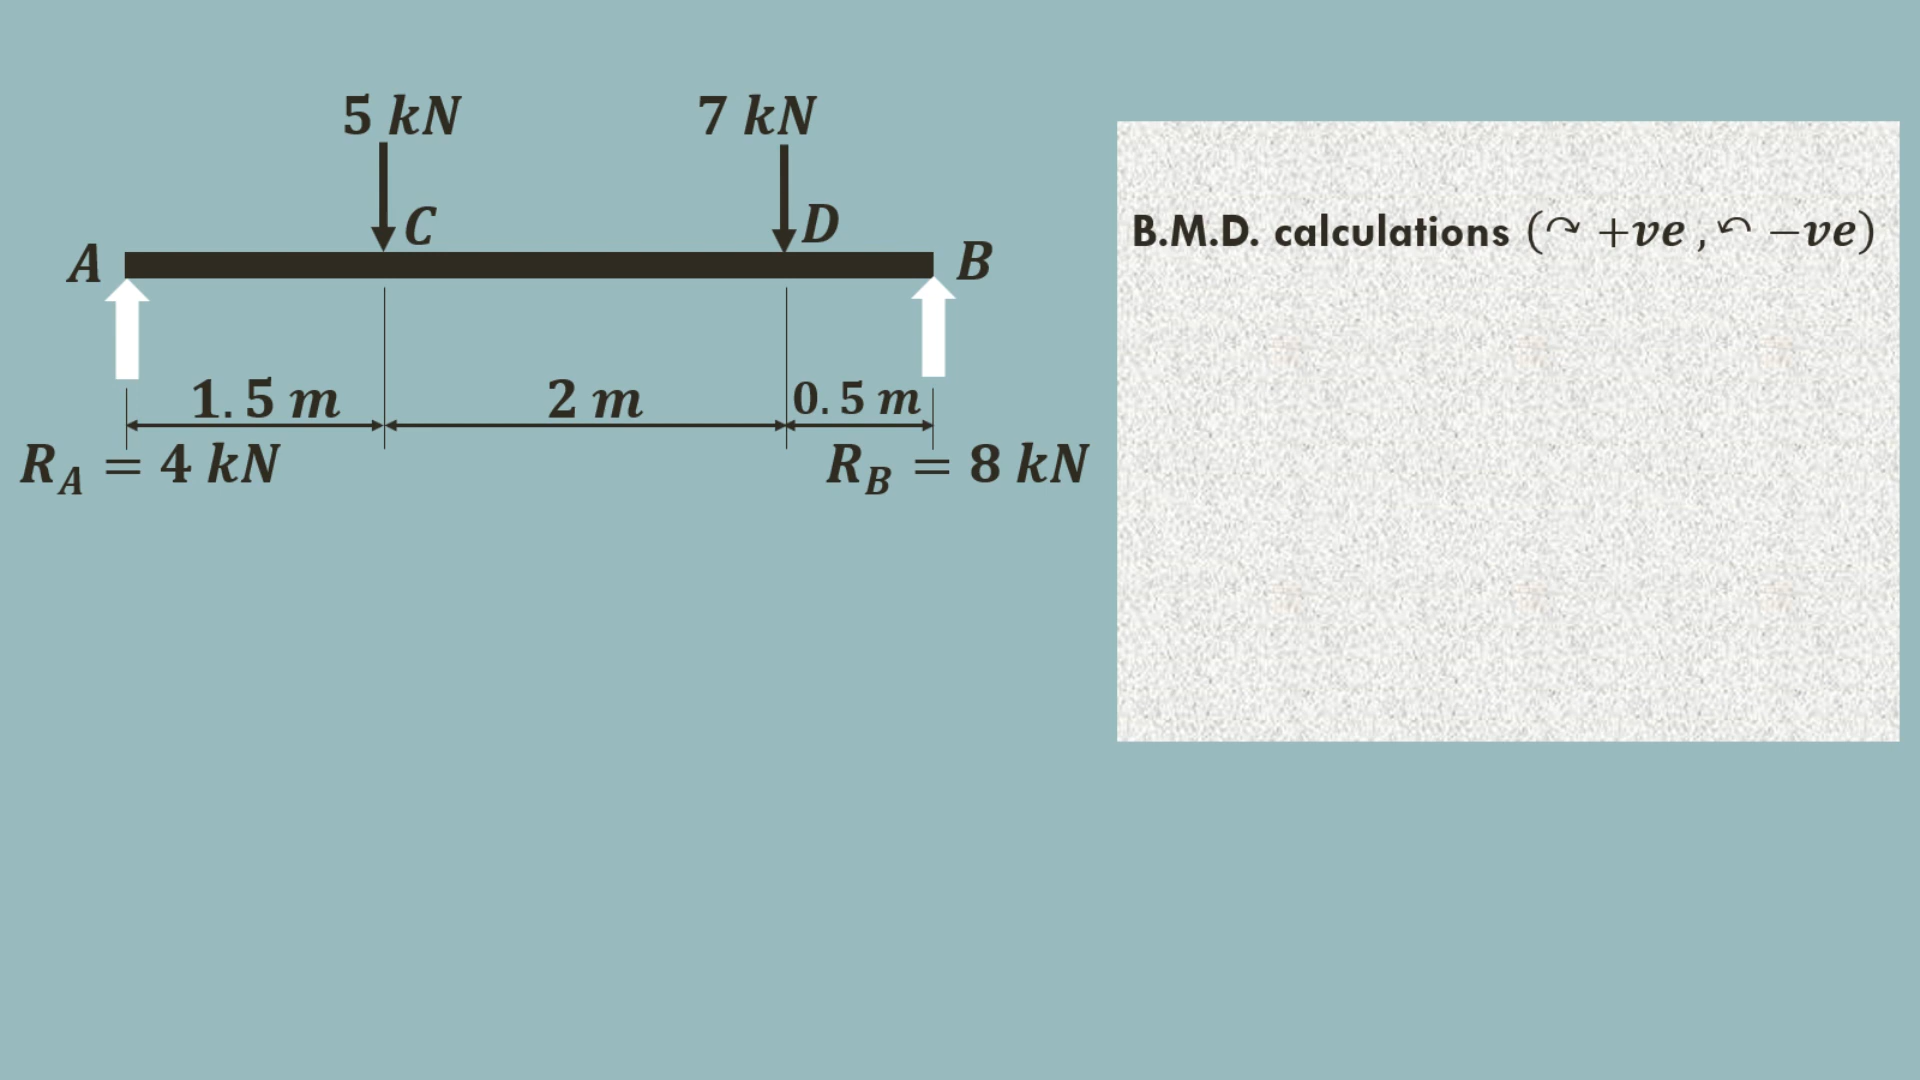 5 kN
7 kN
C
D
A
B
1.5 m
2 m
0.5 m
R_A = 4 kN
R_B = 8 kN
B.M.D. calculations (↷ +ve , ↶ −ve)